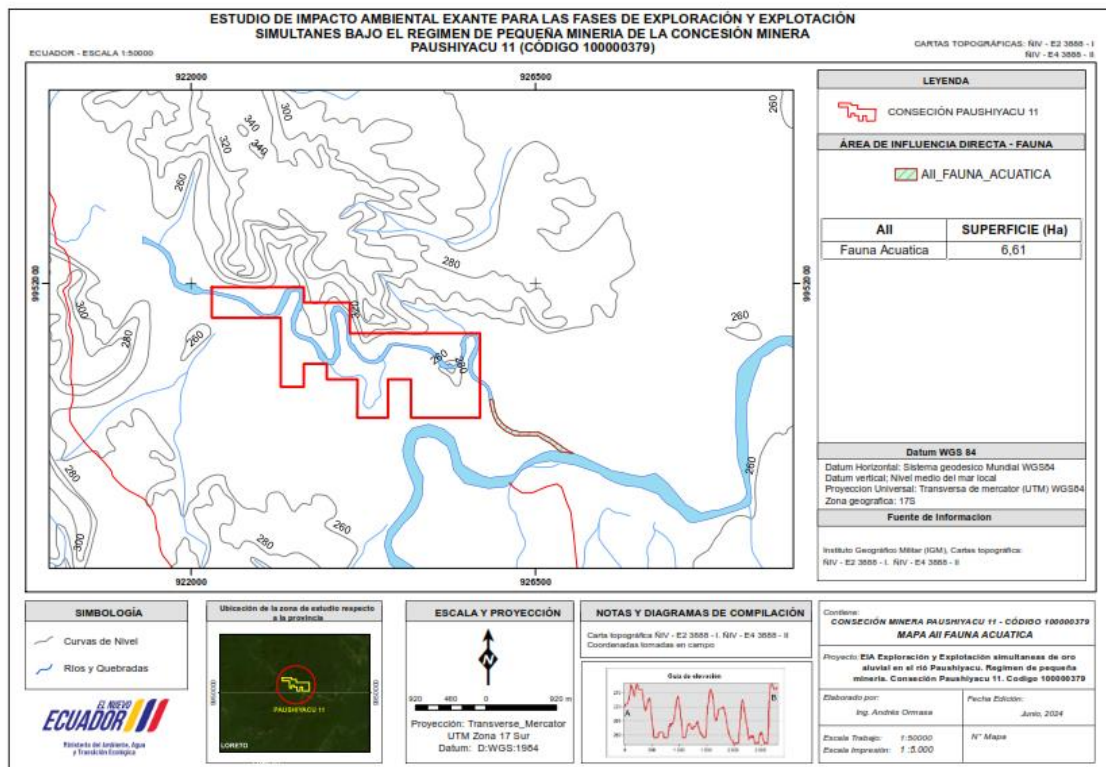 ESTUDIO DE IMPACTO AMBIENTAL EXANTE PARA LAS FASES DE EXPLORACIÓN Y EXPLOTACIÓN
SIMULTANES BAJO EL REGIMEN DE PEQUEÑA MINERIA DE LA CONCESIÓN MINERA
PAUSHIYACU 11 (CÓDIGO 100000379)
ECUADOR - ESCALA 1:50000
CARTAS TOPOGRÁFICAS: ÑIV - E2 3888 - I
ÑIV - E4 3888 - II
922000
926500
9952000
9952000
260
300
340
340
320
260
280
320
300
280
260
260
260
280
260
280
300
260
280
260
922000
926500
LEYENDA
CONSECIÓN PAUSHIYACU 11
ÁREA DE INFLUENCIA DIRECTA - FAUNA
AII_FAUNA_ACUATICA
AII SUPERFICIE (Ha)
Fauna Acuatica 6,61
Datum WGS 84
Datum Horizontal: Sistema geodesico Mundial WGS84
Datum vertical: Nivel medio del mar local
Proyeccion Universal: Transversa de mercator (UTM) WGS84
Zona geografica: 17S
Fuente de Informacion
Instituto Geográfico Militar (IGM), Cartas topográfica:
ÑIV - E2 3888 - I. ÑIV - E4 3888 - II
SIMBOLOGÍA
Curvas de Nivel
Rios y Quebradas
EL NUEVO
ECUADOR
Ministerio del Ambiente, Agua
y Transición Ecológica
Ubicación de la zona de estudio respecto
a la provincia
9950000
9950000
PAUSHIYACU 11
LORETO
ESCALA Y PROYECCIÓN
N
920 460 0 920 m
Proyección: Transverse_Mercator
UTM Zona 17 Sur
Datum: D:WGS:1984
NOTAS Y DIAGRAMAS DE COMPILACIÓN
Carta topográfica ÑIV - E2 3888 - I. ÑIV - E4 3888 - II
Coordenadas tomadas en campo
Guia de elevación
A
B
Contiene:
CONSECIÓN MINERA PAUSHIYACU 11 - CÓDIGO 100000379
MAPA AII FAUNA ACUATICA
Proyecto: EIA Exploración y Explotación simultaneas de oro
aluvial en el rió Paushiyacu. Regimen de pequeña
mineria. Conseción Paushiyacu 11. Codigo 100000379
Elaborado por:
Ing. Andrés Ormasa
Fecha Edición:
Junio, 2024
Escala Trabajo: 1:50000
Escala Impresión: 1 :5.000
N° Mapa